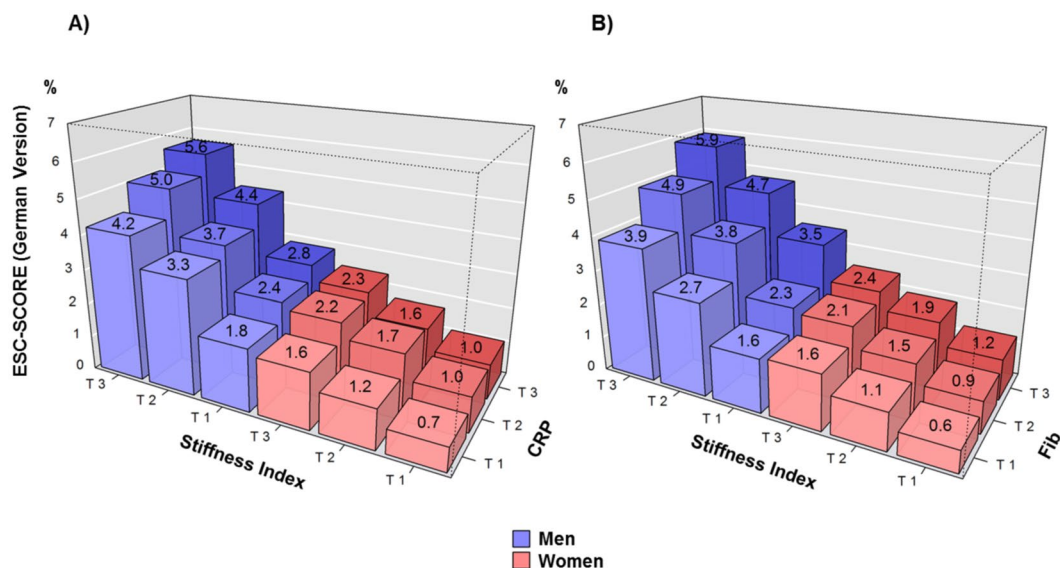 A)
B)
%
%
ESC-SCORE (German Version)
7
6
5
4
3
2
1
0
5.6
5.0
4.4
4.2
3.7
3.3
2.8
2.4
2.3
2.2
1.8
1.6
1.7
1.6
1.0
1.2
1.0
0.7
T 3
T 2
T 1
T 3
T 2
T 1
T 3
T 2
T 1
Stiffness Index
CRP
7
6
5
4
3
2
1
0
5.9
4.9
4.7
3.9
3.8
3.5
2.7
2.3
2.4
2.1
1.9
1.6
1.6
1.5
1.2
1.1
0.9
0.6
T 3
T 2
T 1
T 3
T 2
T 1
T 3
T 2
T 1
Stiffness Index
Fib
Men
Women